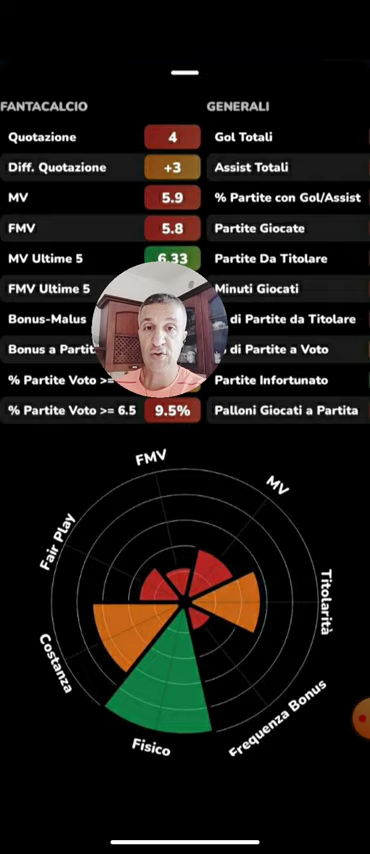 FANTACALCIO
GENERALI
Quotazione 4
Gol Totali
Diff. Quotazione +3
Assist Totali
MV 5.9
% Partite con Gol/Assist
FMV 5.8
Partite Giocate
MV Ultime 5 6.33
Partite Da Titolare
FMV Ultime 5
Minuti Giocati
Bonus-Malus
di Partite da Titolare
Bonus a Partit
di Partite a Voto
% Partite Voto >=
Partite Infortunato
% Partite Voto >= 6.5 9.5%
Palloni Giocati a Partita
FMV
MV
Fair Play
Titolarità
Costanza
Frequenza Bonus
Fisico